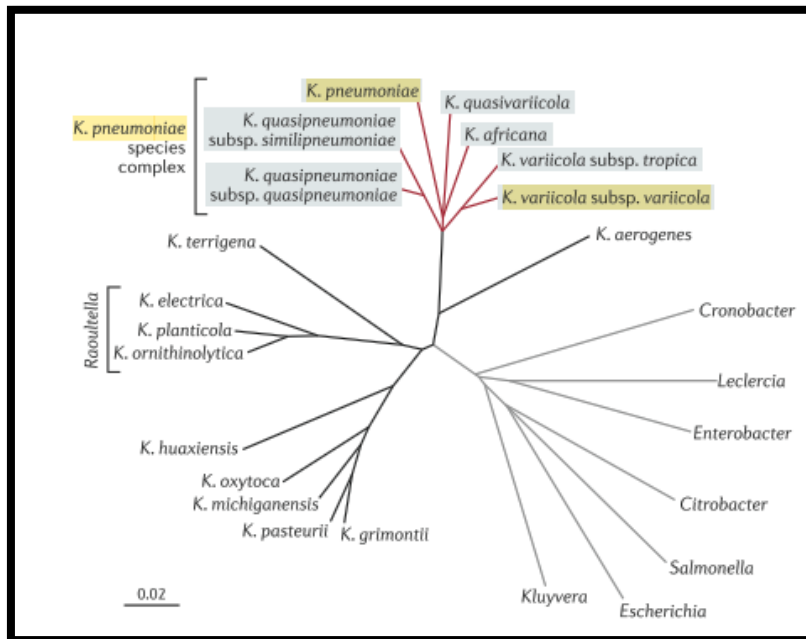 K. pneumoniae
species
complex
K. pneumoniae
K. quasipneumoniae
subsp. similipneumoniae
K. quasipneumoniae
subsp. quasipneumoniae
K. quasivariicola
K. africana
K. variicola subsp. tropica
K. variicola subsp. variicola
K. terrigena
K. aerogenes
Raoultella
K. electrica
K. planticola
K. ornithinolytica
Cronobacter
Leclercia
Enterobacter
Citrobacter
Salmonella
Escherichia
Kluyvera
K. huaxiensis
K. oxytoca
K. michiganensis
K. pasteurii
K. grimontii
0.02